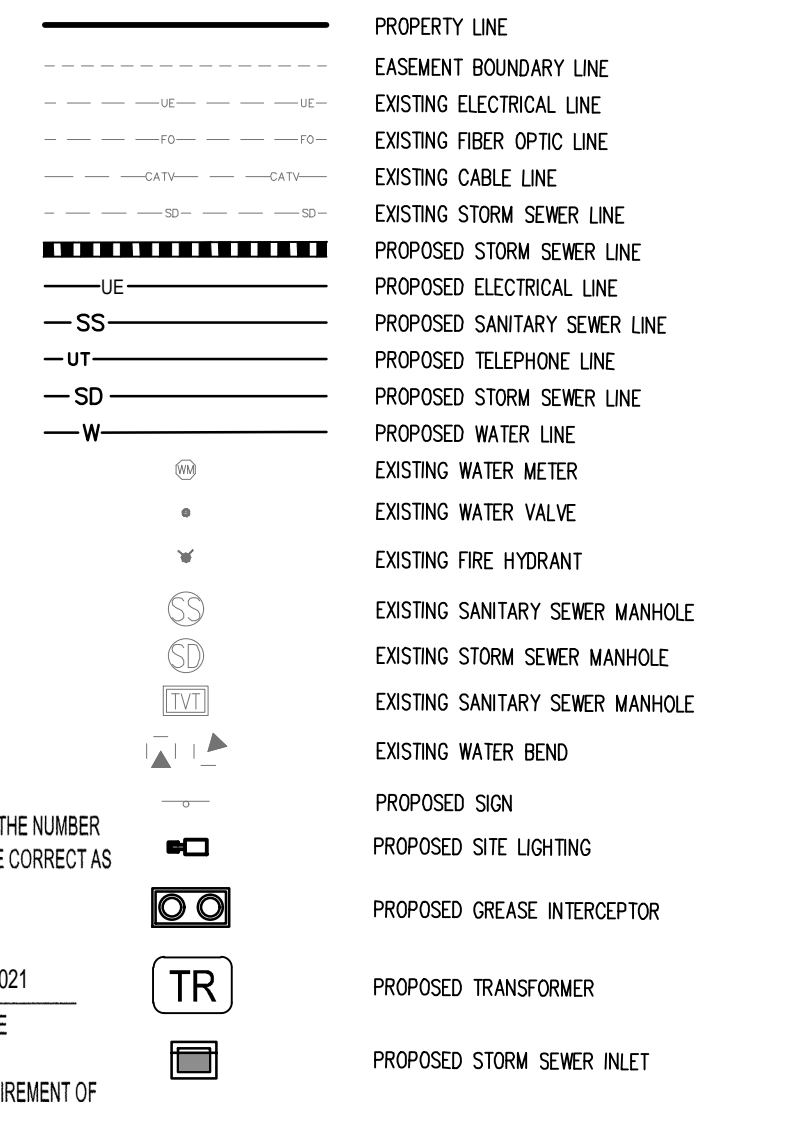 PROPERTY LINE
EASEMENT BOUNDARY LINE
UE UE EXISTING ELECTRICAL LINE
FO FO EXISTING FIBER OPTIC LINE
CATV CATV EXISTING CABLE LINE
SD SD EXISTING STORM SEWER LINE
PROPOSED STORM SEWER LINE
UE PROPOSED ELECTRICAL LINE
SS PROPOSED SANITARY SEWER LINE
UT PROPOSED TELEPHONE LINE
SD PROPOSED STORM SEWER LINE
W PROPOSED WATER LINE
WM EXISTING WATER METER
EXISTING WATER VALVE
EXISTING FIRE HYDRANT
SS EXISTING SANITARY SEWER MANHOLE
SD EXISTING STORM SEWER MANHOLE
TVT EXISTING SANITARY SEWER MANHOLE
EXISTING WATER BEND
PROPOSED SIGN
THE NUMBER
PROPOSED SITE LIGHTING
E CORRECT AS
PROPOSED GREASE INTERCEPTOR
021
TR PROPOSED TRANSFORMER
E
PROPOSED STORM SEWER INLET
IREMENT OF